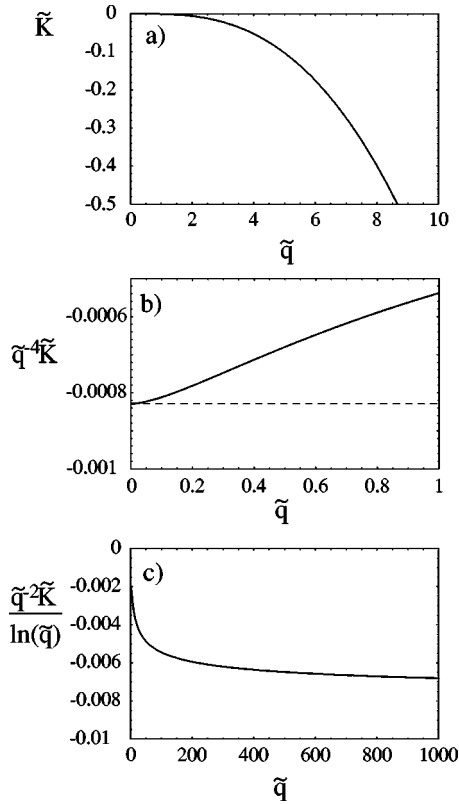 K̃
a)
0
-0.1
-0.2
-0.3
-0.4
-0.5
0 2 4 6 8 10
q̃
b)
q̃⁻⁴K̃
-0.0006
-0.0008
-0.001
0 0.2 0.4 0.6 0.8 1
q̃
c)
q̃⁻²K̃
ln(q̃)
0
-0.002
-0.004
-0.006
-0.008
-0.01
0 200 400 600 800 1000
q̃